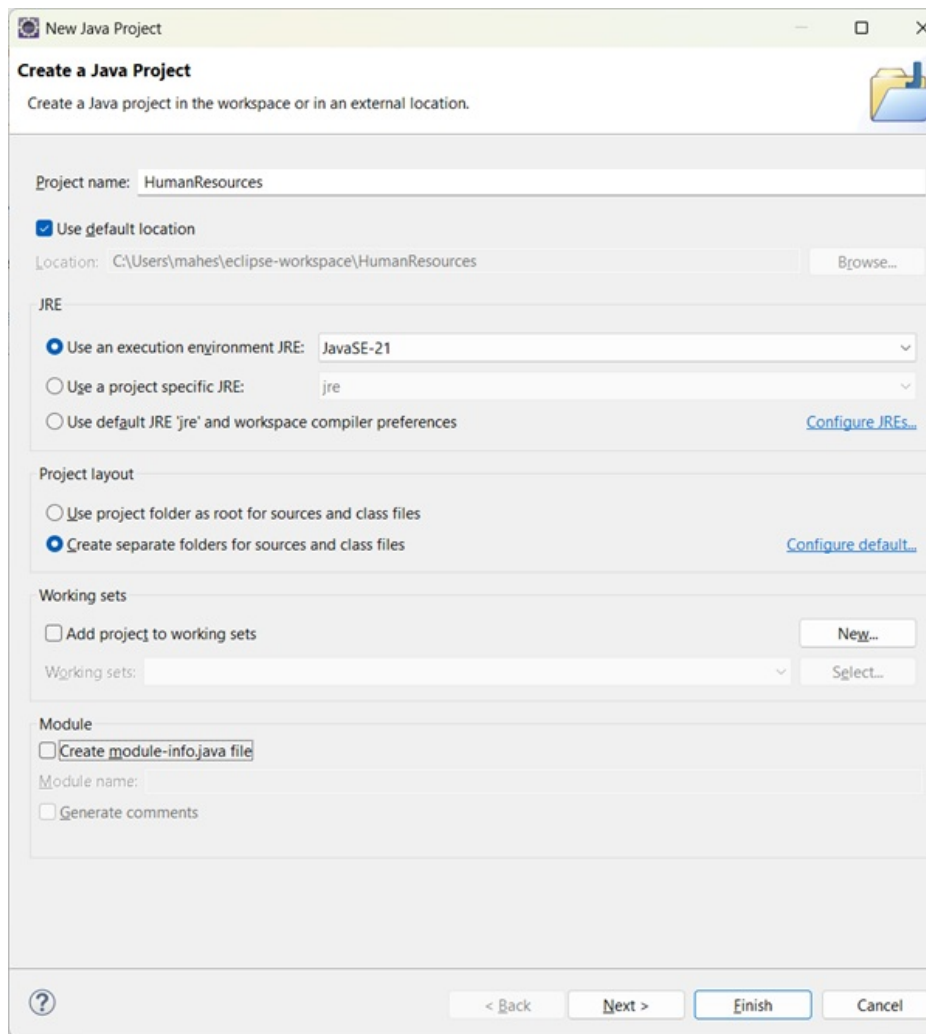 New Java Project
Create a Java Project
Create a Java project in the workspace or in an external location.
Project name: HumanResources
Use default location
Location: C:\Users\mahes\eclipse-workspace\HumanResources Browse...
JRE
Use an execution environment JRE: JavaSE-21
Use a project specific JRE: jre
Use default JRE 'jre' and workspace compiler preferences Configure JREs...
Project layout
Use project folder as root for sources and class files
Create separate folders for sources and class files Configure default...
Working sets
Add project to working sets New...
Working sets: Select...
Module
Create module-info.java file
Module name:
Generate comments
? < Back Next > Finish Cancel